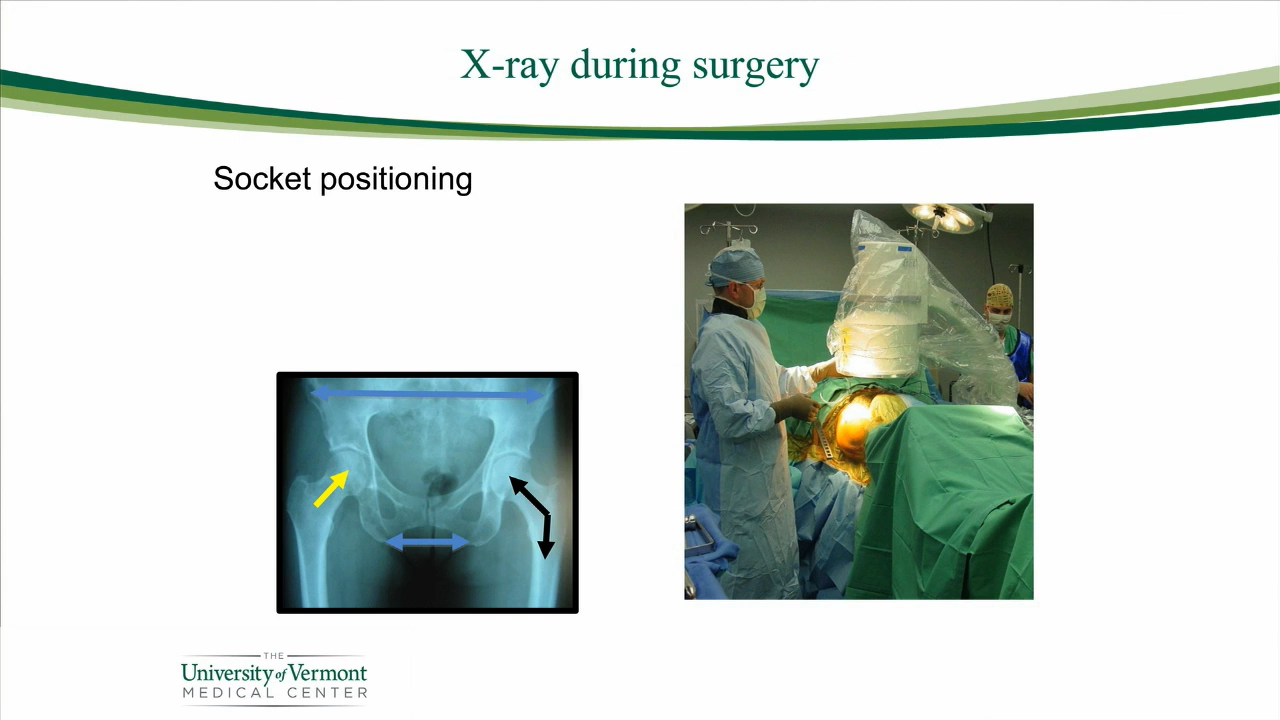 X-ray during surgery
Socket positioning
THE
University of Vermont
MEDICAL CENTER